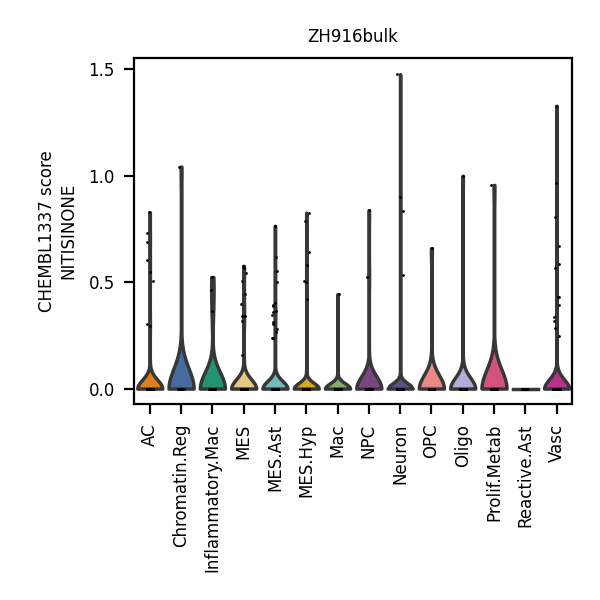 ZH916bulk
CHEMBL1337 score
NITISINONE
1.5
1.0
0.5
0.0
AC
Chromatin.Reg
Inflammatory.Mac
MES
MES.Ast
MES.Hyp
Mac
NPC
Neuron
OPC
Oligo
Prolif.Metab
Reactive.Ast
Vasc